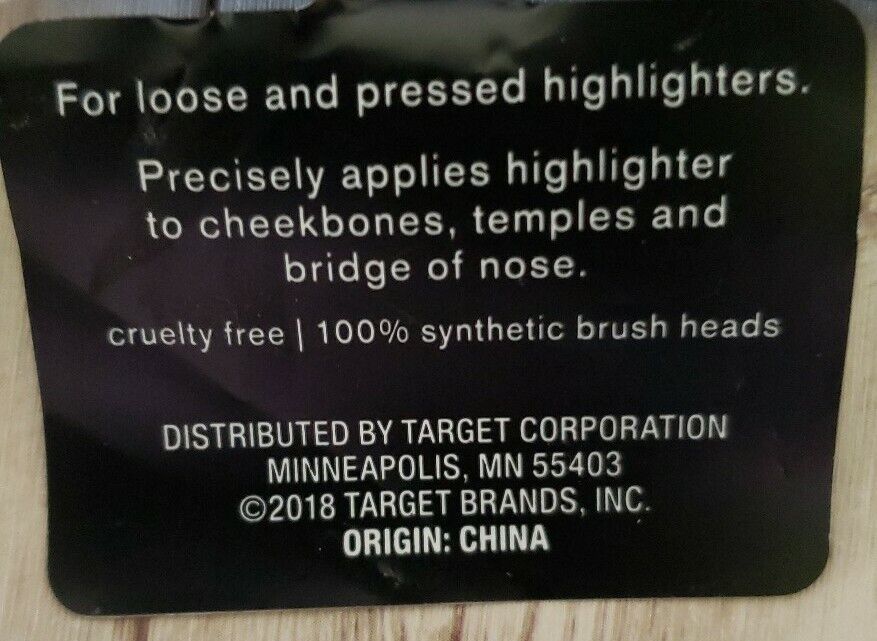 For loose and pressed highlighters.
Precisely applies highlighter
to cheekbones, temples and
bridge of nose.
cruelty free | 100% synthetic brush heads
DISTRIBUTED BY TARGET CORPORATION
MINNEAPOLIS, MN 55403
©2018 TARGET BRANDS, INC.
ORIGIN: CHINA